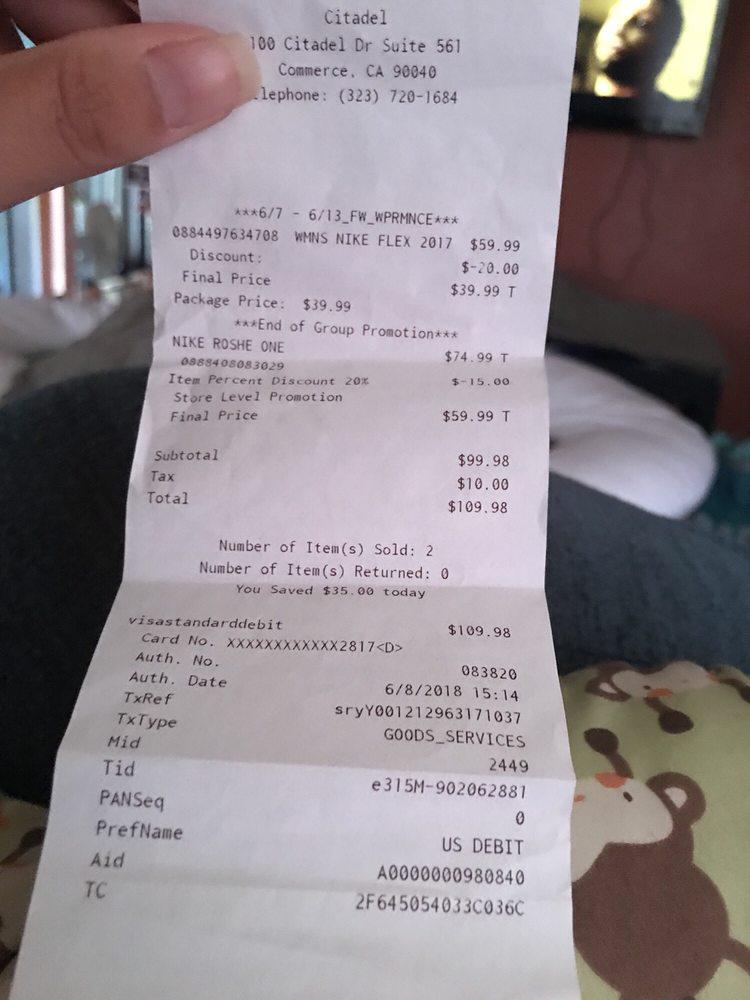 Citadel
100 Citadel Dr Suite 561
Commerce, CA 90040
lephone: (323) 720-1684
***6/7 - 6/13_FW_WPRMNCE***
0884497634708 WMNS NIKE FLEX 2017 $59.99
Discount: $-20.00
Final Price $39.99 T
Package Price: $39.99
***End of Group Promotion***
NIKE ROSHE ONE $74.99 T
0888408083029
Item Percent Discount 20% $-15.00
Store Level Promotion
Final Price $59.99 T
Subtotal $99.98
Tax $10.00
Total $109.98
Number of Item(s) Sold: 2
Number of Item(s) Returned: 0
You Saved $35.00 today
visastandarddebit $109.98
Card No. XXXXXXXXXXXX2817<D>
Auth. No. 083820
Auth. Date 6/8/2018 15:14
TxRef sryY001212963171037
TxType GOODS_SERVICES
Mid 2449
Tid e315M-902062881
PANSeq 0
PrefName US DEBIT
Aid A0000000980840
TC 2F645054033C036C